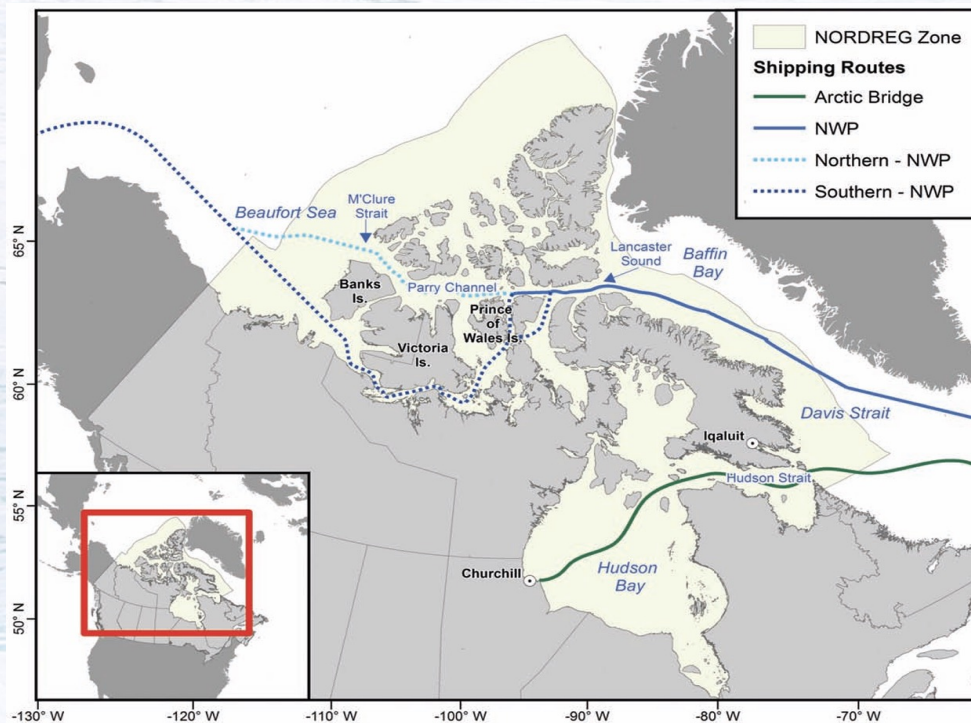 NORDREG Zone
Shipping Routes
Arctic Bridge
NWP
Northern - NWP
Southern - NWP
M'Clure
Strait
Beaufort Sea
65° N
Lancaster
Sound
Baffin
Bay
Banks
Is.
Parry Channel
Prince
of
Wales Is.
Victoria
Is.
60° N
Davis Strait
Iqaluit
Hudson Strait
55° N
Churchill
Hudson
Bay
50° N
-130° W
-120° W
-110° W
-100° W
-90° W
-80° W
-70° W